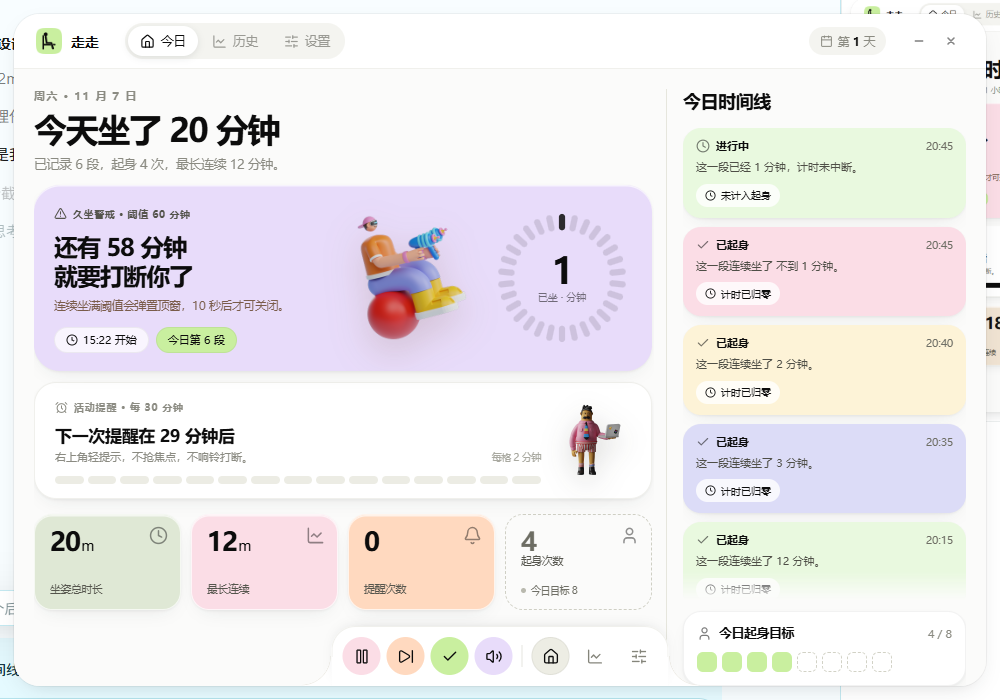 走走
今日
历史
设置
第 1 天
周六 • 11 月 7 日
今天坐了 20 分钟
已记录 6 段，起身 4 次，最长连续 12 分钟。
久坐警戒 • 阈值 60 分钟
还有 58 分钟
就要打断你了
连续坐满阈值会弹置顶窗，10 秒后才可关闭。
15:22 开始
今日第 6 段
1
已坐 · 分钟
活动提醒 • 每 30 分钟
下一次提醒在 29 分钟后
右上角轻提示，不抢焦点，不响铃打断。
每格 2 分钟
20m
坐姿总时长
12m
最长连续
0
提醒次数
4
起身次数
今日目标 8
今日时间线
进行中 20:45
这一段已经 1 分钟，计时未中断。
未计入起身
已起身 20:45
这一段连续坐了 不到 1 分钟。
计时已归零
已起身 20:40
这一段连续坐了 2 分钟。
计时已归零
已起身 20:35
这一段连续坐了 3 分钟。
计时已归零
已起身 20:15
这一段连续坐了 12 分钟。
计时已归零
今日起身目标 4 / 8